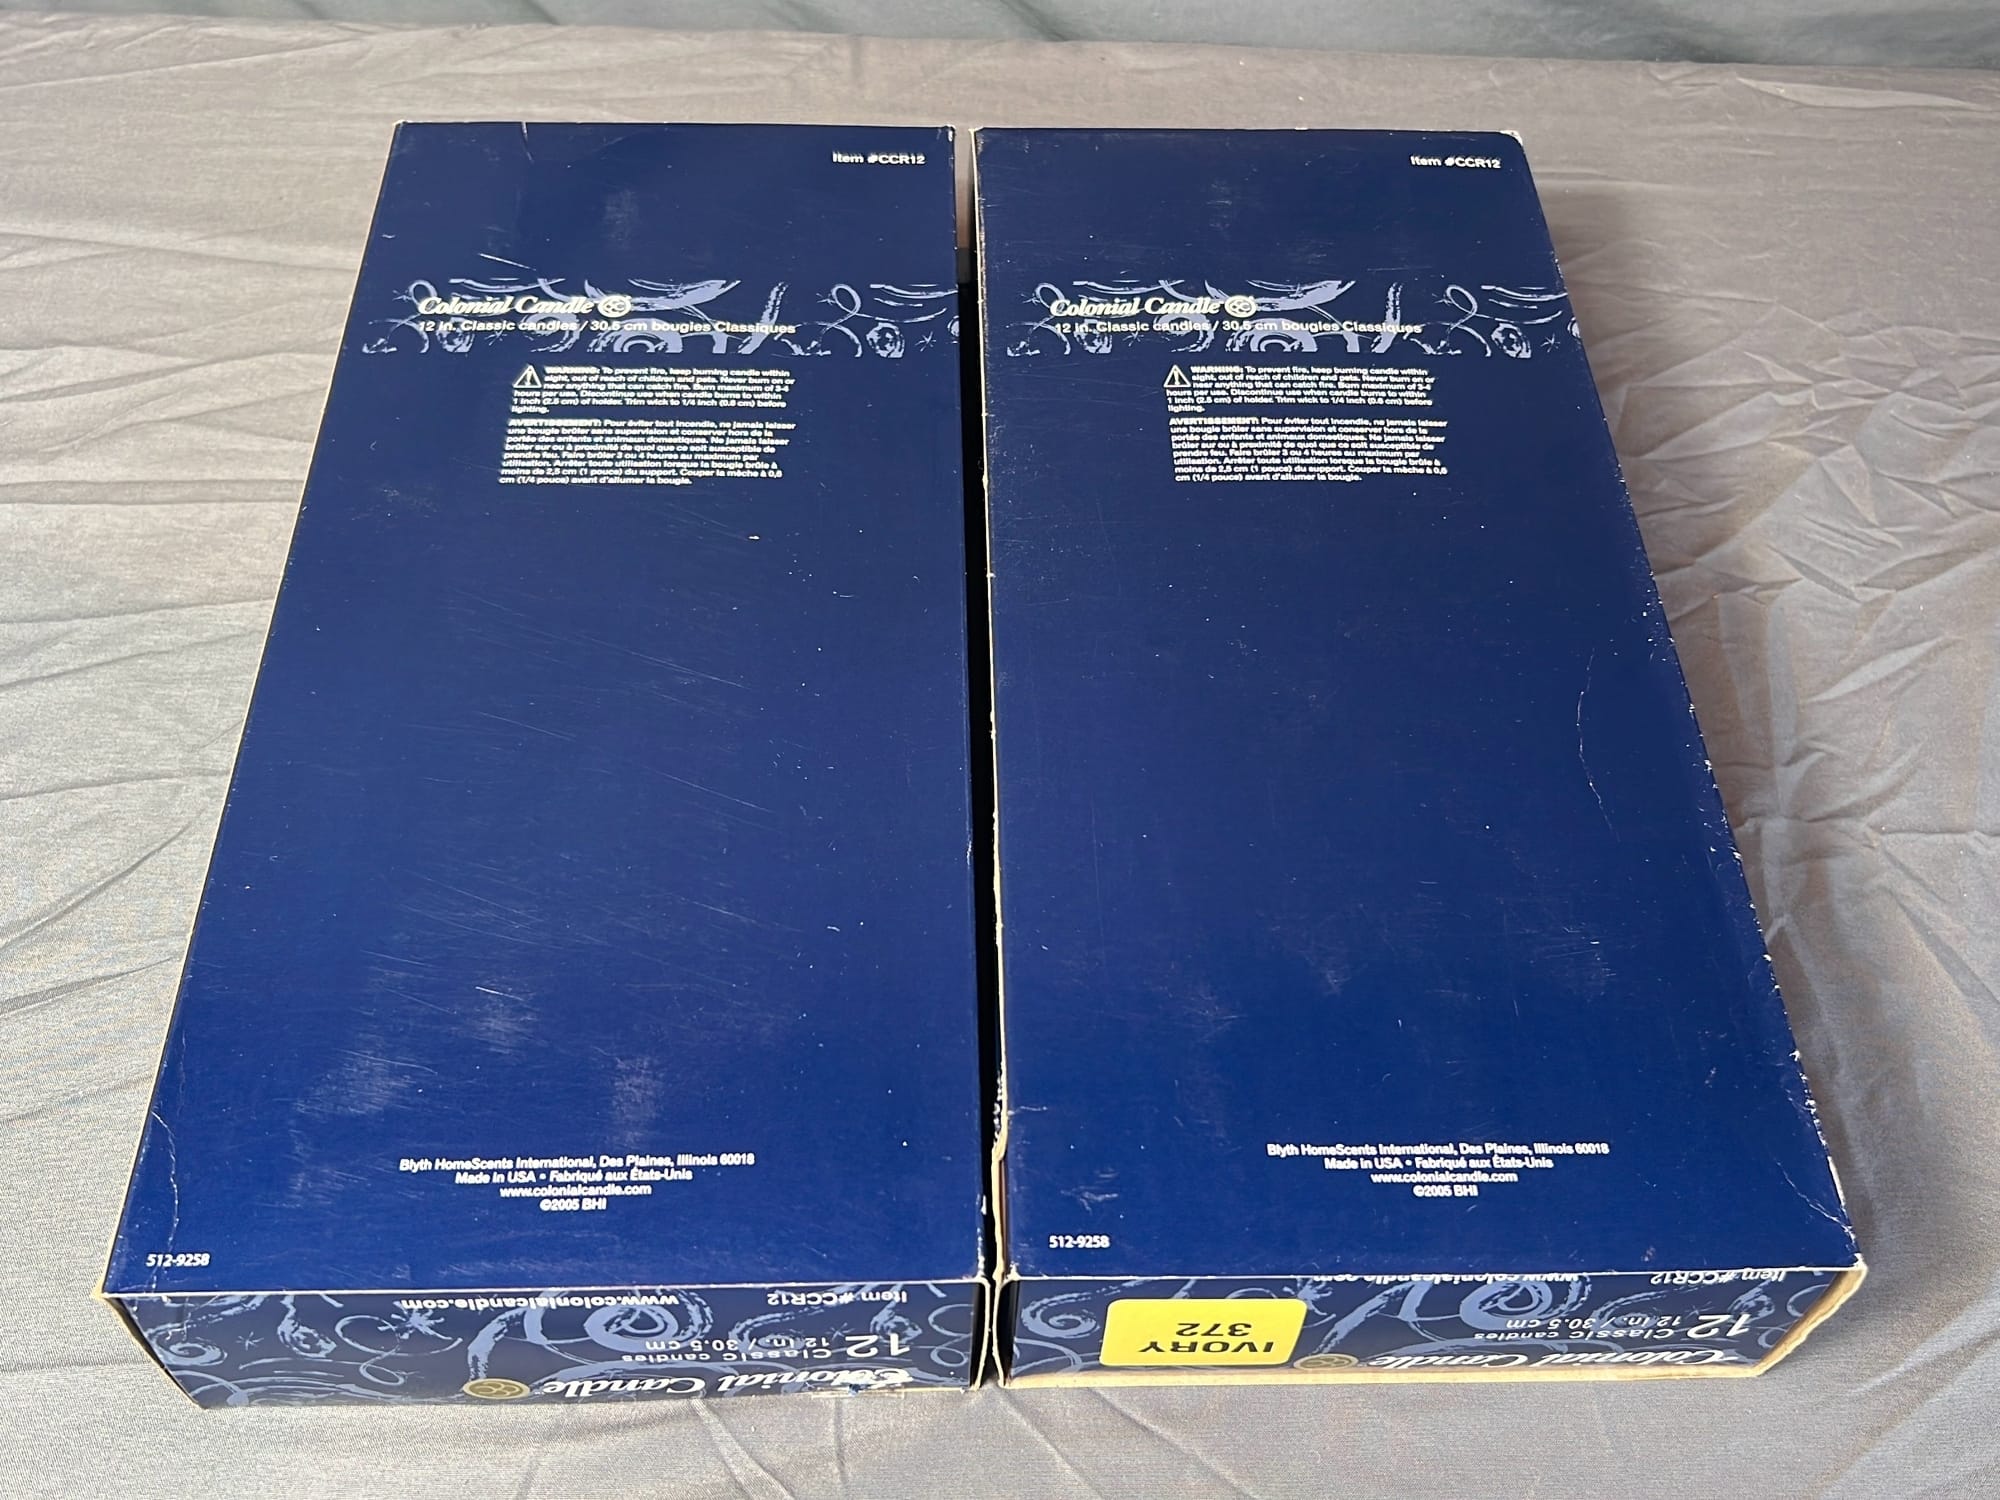 Item #CCR12
Colonial Candle CC
12 in. Classic candles / 30.5 cm bougies Classiques
WARNING: To prevent fire, keep burning candle within
sight, out of reach of children and pets. Never burn on or
near anything that can catch fire. Burn maximum of 3-4
hours per use. Discontinue use when candle burns to within
1 inch (2.5 cm) of holder. Trim wick to 1/4 inch (0.6 cm) before
lighting.
AVERTISSEMENT: Pour éviter tout incendie, ne jamais laisser
une bougie brûler sans supervision et conserver hors de la
portée des enfants et animaux domestiques. Ne jamais laisser
brûler sur ou à proximité de quoi que ce soit susceptible de
prendre feu. Faire brûler 3 ou 4 heures au maximum par
utilisation. Arrêter toute utilisation lorsque la bougie brûle à
moins de 2,5 cm (1 pouce) du support. Couper la mèche à 0,6
cm (1/4 pouce) avant d'allumer la bougie.
Blyth HomeScents International, Des Plaines, Illinois 60018
Made in USA • Fabriqué aux États-Unis
www.colonialcandle.com
©2005 BHI
512-9258
Item #CCR12
www.colonialcandle.com
12 Classic candles
12 in. / 30.5 cm
Colonial Candle CC
Item #CCR12
Colonial Candle CC
12 in. Classic candles / 30.5 cm bougies Classiques
WARNING: To prevent fire, keep burning candle within
sight, out of reach of children and pets. Never burn on or
near anything that can catch fire. Burn maximum of 3-4
hours per use. Discontinue use when candle burns to within
1 inch (2.5 cm) of holder. Trim wick to 1/4 inch (0.6 cm) before
lighting.
AVERTISSEMENT: Pour éviter tout incendie, ne jamais laisser
une bougie brûler sans supervision et conserver hors de la
portée des enfants et animaux domestiques. Ne jamais laisser
brûler sur ou à proximité de quoi que ce soit susceptible de
prendre feu. Faire brûler 3 ou 4 heures au maximum par
utilisation. Arrêter toute utilisation lorsque la bougie brûle à
moins de 2,5 cm (1 pouce) du support. Couper la mèche à 0,6
cm (1/4 pouce) avant d'allumer la bougie.
Blyth HomeScents International, Des Plaines, Illinois 60018
Made in USA • Fabriqué aux États-Unis
www.colonialcandle.com
©2005 BHI
512-9258
Item #CCR12
www.colonialcandle.com
12 Classic candles
12 in. / 30.5 cm
Colonial Candle
IVORY
372